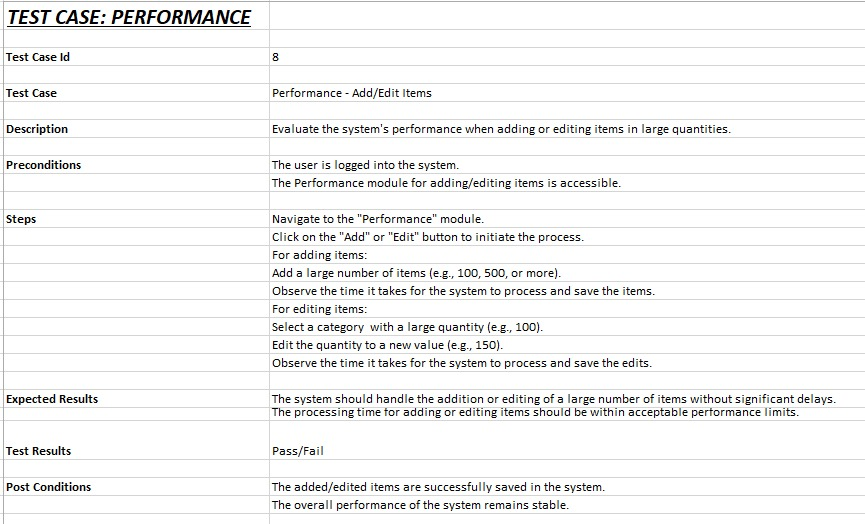 TEST CASE: PERFORMANCE
Test Case Id 8
Test Case Performance - Add/Edit Items
Description Evaluate the system's performance when adding or editing items in large quantities.
Preconditions The user is logged into the system.
The Performance module for adding/editing items is accessible.
Steps Navigate to the "Performance" module.
Click on the "Add" or "Edit" button to initiate the process.
For adding items:
Add a large number of items (e.g., 100, 500, or more).
Observe the time it takes for the system to process and save the items.
For editing items:
Select a category  with a large quantity (e.g., 100).
Edit the quantity to a new value (e.g., 150).
Observe the time it takes for the system to process and save the edits.
Expected Results The system should handle the addition or editing of a large number of items without significant delays.
The processing time for adding or editing items should be within acceptable performance limits.
Test Results Pass/Fail
Post Conditions The added/edited items are successfully saved in the system.
The overall performance of the system remains stable.